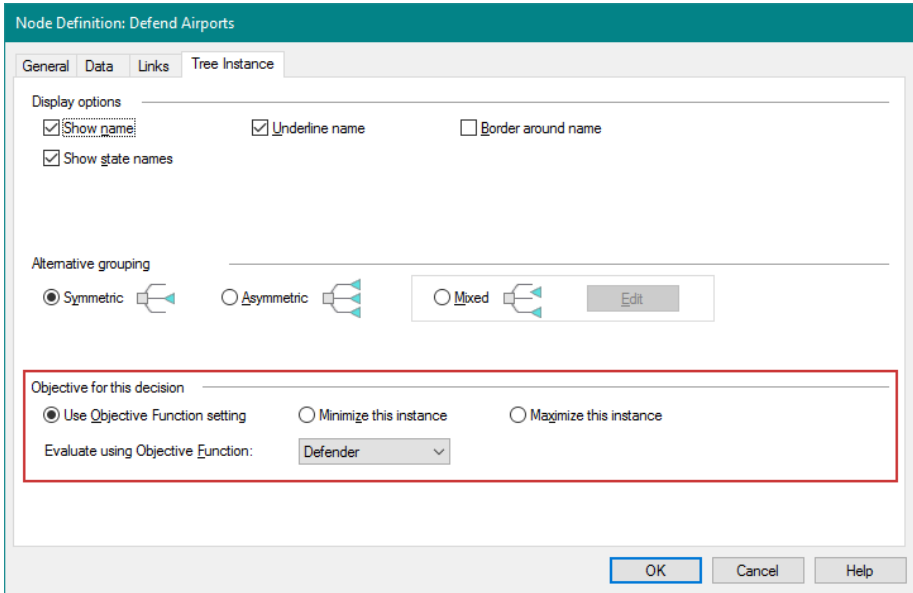 Node Definition: Defend Airports
General Data Links Tree Instance
Display options
Show name Underline name Border around name
Show state names
Alternative grouping
Symmetric Asymmetric Mixed Edit
Objective for this decision
Use Objective Function setting Minimize this instance Maximize this instance
Evaluate using Objective Function: Defender
OK Cancel Help